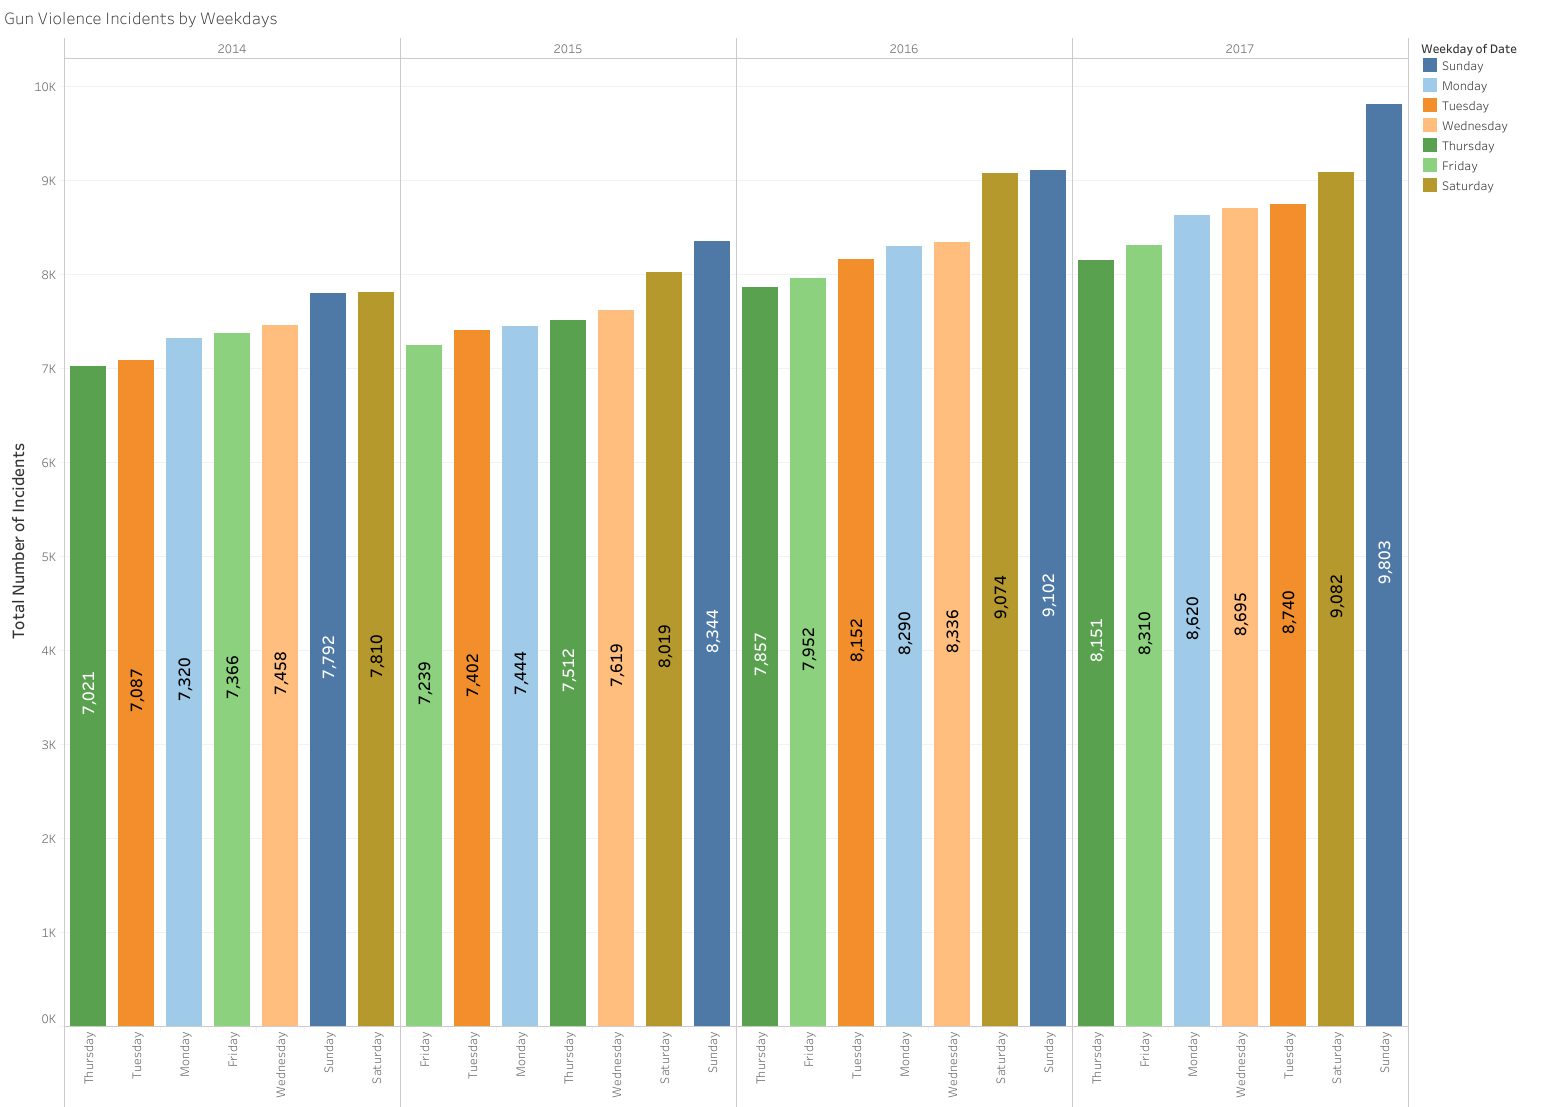 Gun Violence Incidents by Weekdays
2014
2015
2016
2017
Weekday of Date
Sunday
Monday
Tuesday
Wednesday
Thursday
Friday
Saturday
Total Number of Incidents
10K
9K
8K
7K
6K
5K
4K
3K
2K
1K
0K
7,021
7,087
7,320
7,366
7,458
7,792
7,810
7,239
7,402
7,444
7,512
7,619
8,019
8,344
7,857
7,952
8,152
8,290
8,336
9,074
9,102
8,151
8,310
8,620
8,695
8,740
9,082
9,803
Thursday
Tuesday
Monday
Friday
Wednesday
Sunday
Saturday
Friday
Tuesday
Monday
Thursday
Wednesday
Saturday
Sunday
Thursday
Friday
Tuesday
Monday
Wednesday
Saturday
Sunday
Thursday
Friday
Monday
Wednesday
Tuesday
Saturday
Sunday